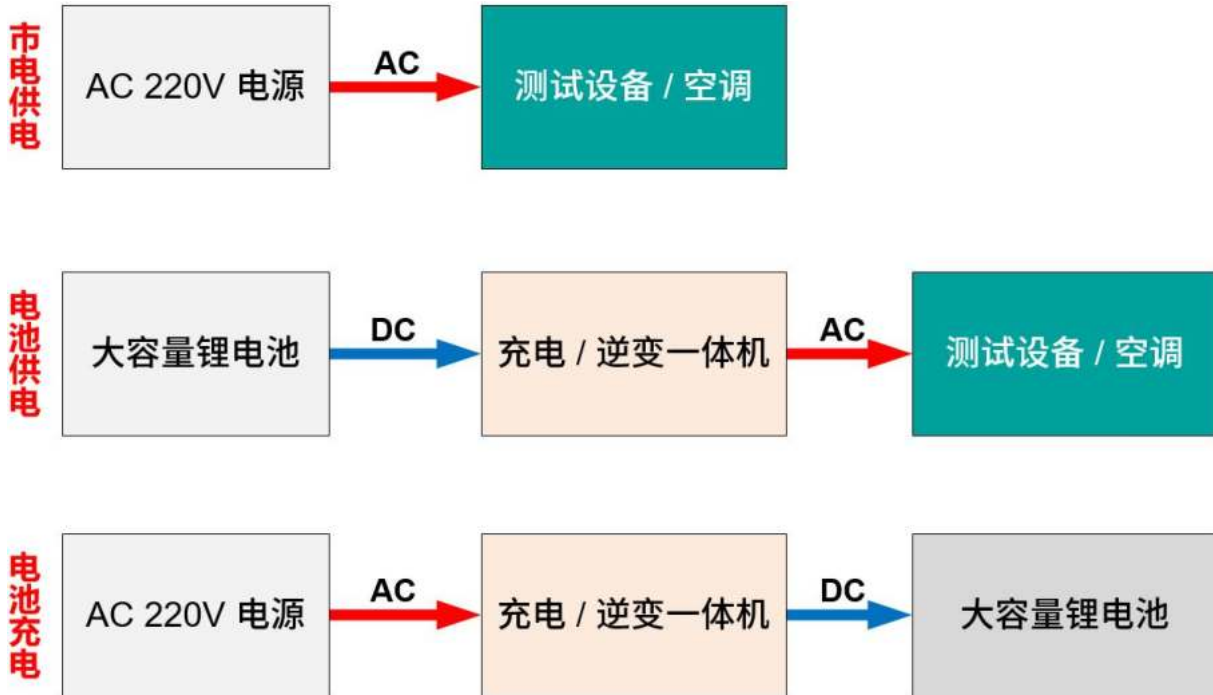 市电供电
AC 220V 电源
AC
测试设备 / 空调
电池供电
大容量锂电池
DC
充电 / 逆变一体机
AC
测试设备 / 空调
电池充电
AC 220V 电源
AC
充电 / 逆变一体机
DC
大容量锂电池